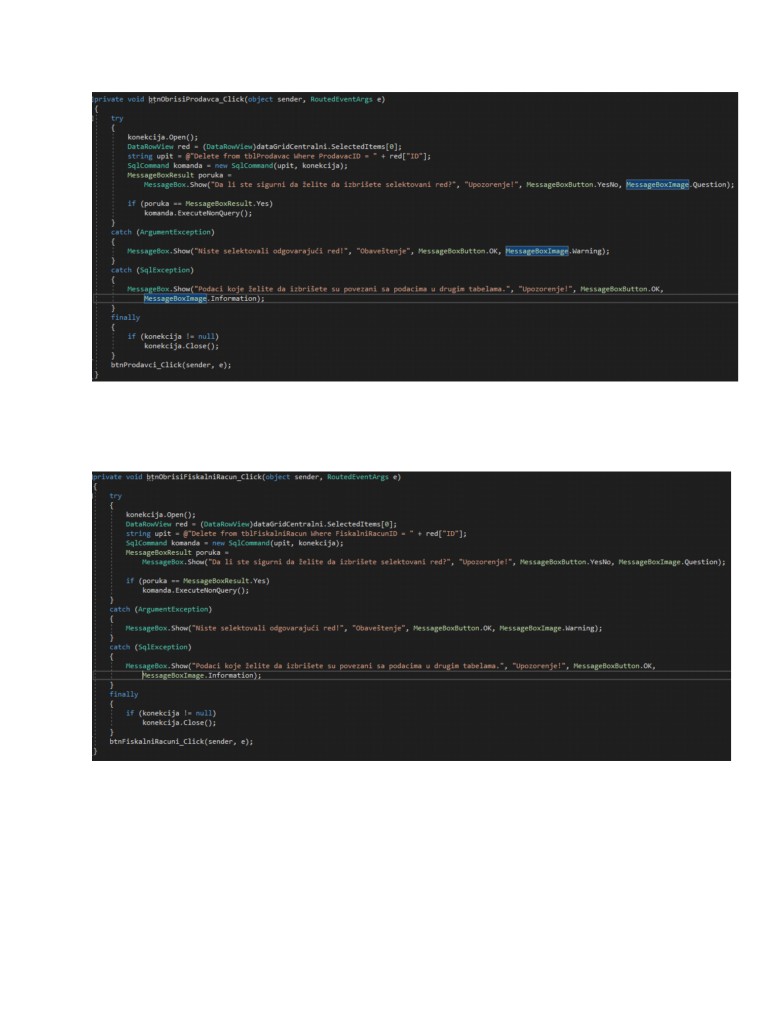 private void btnObrisiProdavca_Click(object sender, RoutedEventArgs e)
{
try
{
konekcija.Open();
DataRowView red = (DataRowView)dataGridCentralni.SelectedItems[0];
string upit = @"Delete from tblProdavac Where ProdavacID = " + red["ID"];
SqlCommand komanda = new SqlCommand(upit, konekcija);
MessageBoxResult poruka =
MessageBox.Show("Da li ste sigurni da želite da izbrišete selektovani red?", "Upozorenje!", MessageBoxButton.YesNo, MessageBoxImage.Question);
if (poruka == MessageBoxResult.Yes)
komanda.ExecuteNonQuery();
}
catch (ArgumentException)
{
MessageBox.Show("Niste selektovali odgovarajući red!", "Obaveštenje", MessageBoxButton.OK, MessageBoxImage.Warning);
}
catch (SqlException)
{
MessageBox.Show("Podaci koje želite da izbrišete su povezani sa podacima u drugim tabelama.", "Upozorenje!", MessageBoxButton.OK,
MessageBoxImage.Information);
}
finally
{
if (konekcija != null)
konekcija.Close();
}
btnProdavci_Click(sender, e);
}
private void btnObrisiFiskalniRacun_Click(object sender, RoutedEventArgs e)
{
try
{
konekcija.Open();
DataRowView red = (DataRowView)dataGridCentralni.SelectedItems[0];
string upit = @"Delete from tblFiskalniRacun Where FiskalniRacunID = " + red["ID"];
SqlCommand komanda = new SqlCommand(upit, konekcija);
MessageBoxResult poruka =
MessageBox.Show("Da li ste sigurni da želite da izbrišete selektovani red?", "Upozorenje!", MessageBoxButton.YesNo, MessageBoxImage.Question);
if (poruka == MessageBoxResult.Yes)
komanda.ExecuteNonQuery();
}
catch (ArgumentException)
{
MessageBox.Show("Niste selektovali odgovarajući red!", "Obaveštenje", MessageBoxButton.OK, MessageBoxImage.Warning);
}
catch (SqlException)
{
MessageBox.Show("Podaci koje želite da izbrišete su povezani sa podacima u drugim tabelama.", "Upozorenje!", MessageBoxButton.OK,
MessageBoxImage.Information);
}
finally
{
if (konekcija != null)
konekcija.Close();
}
btnFiskalniRacuni_Click(sender, e);
}